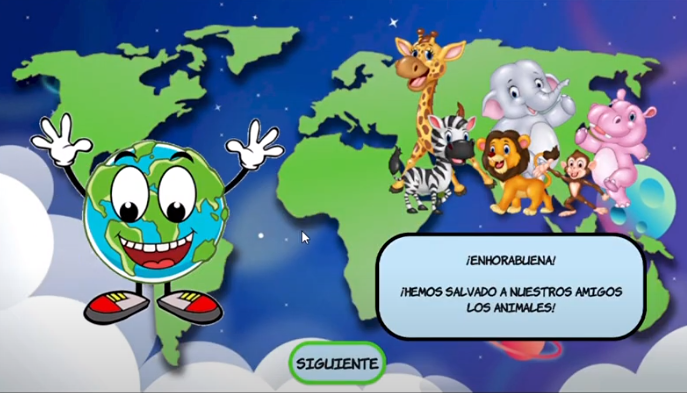 ¡ENHORABUENA!
¡HEMOS SALVADO A NUESTROS AMIGOS
LOS ANIMALES!
SIGUIENTE